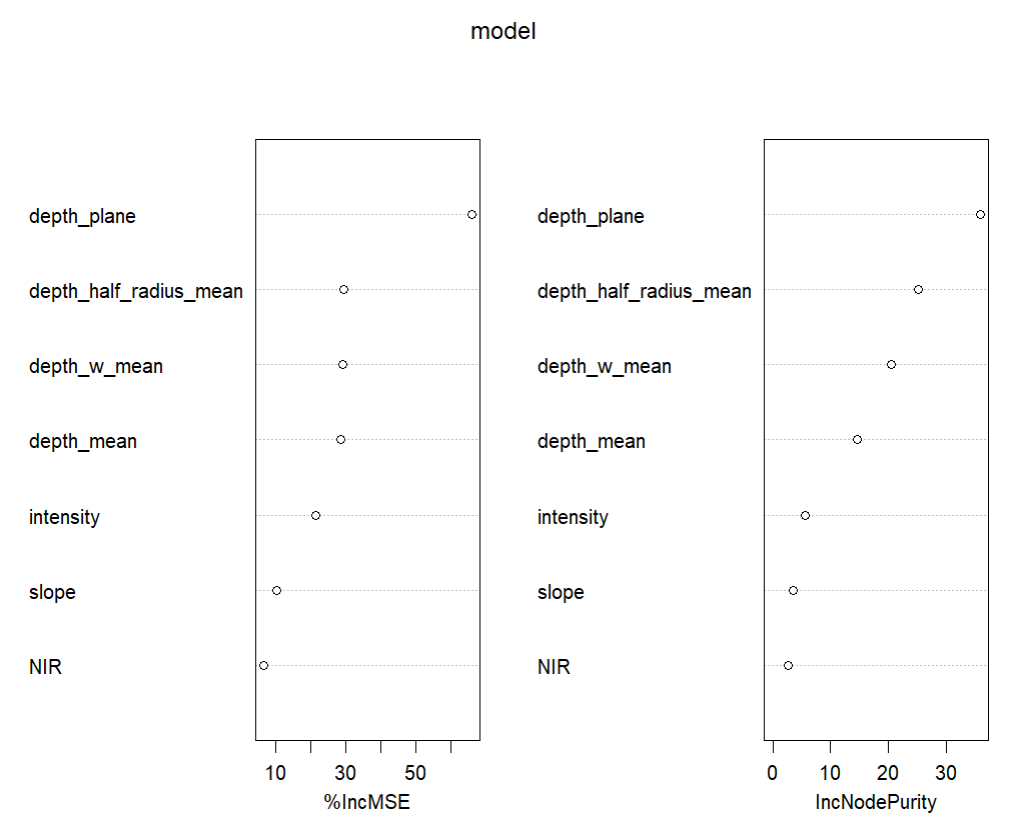 model
depth_plane
depth_half_radius_mean
depth_w_mean
depth_mean
intensity
slope
NIR
10 30 50
%IncMSE
depth_plane
depth_half_radius_mean
depth_w_mean
depth_mean
intensity
slope
NIR
0 10 20 30
IncNodePurity